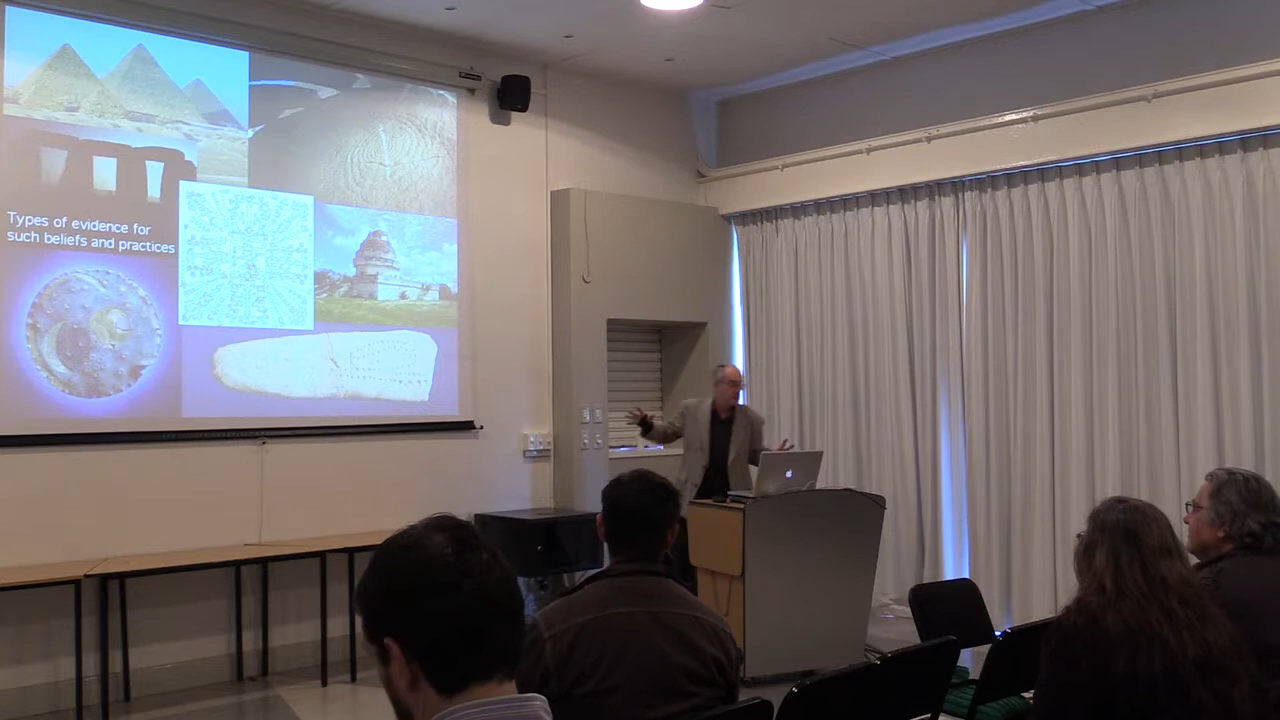 Types of evidence for
such beliefs and practices